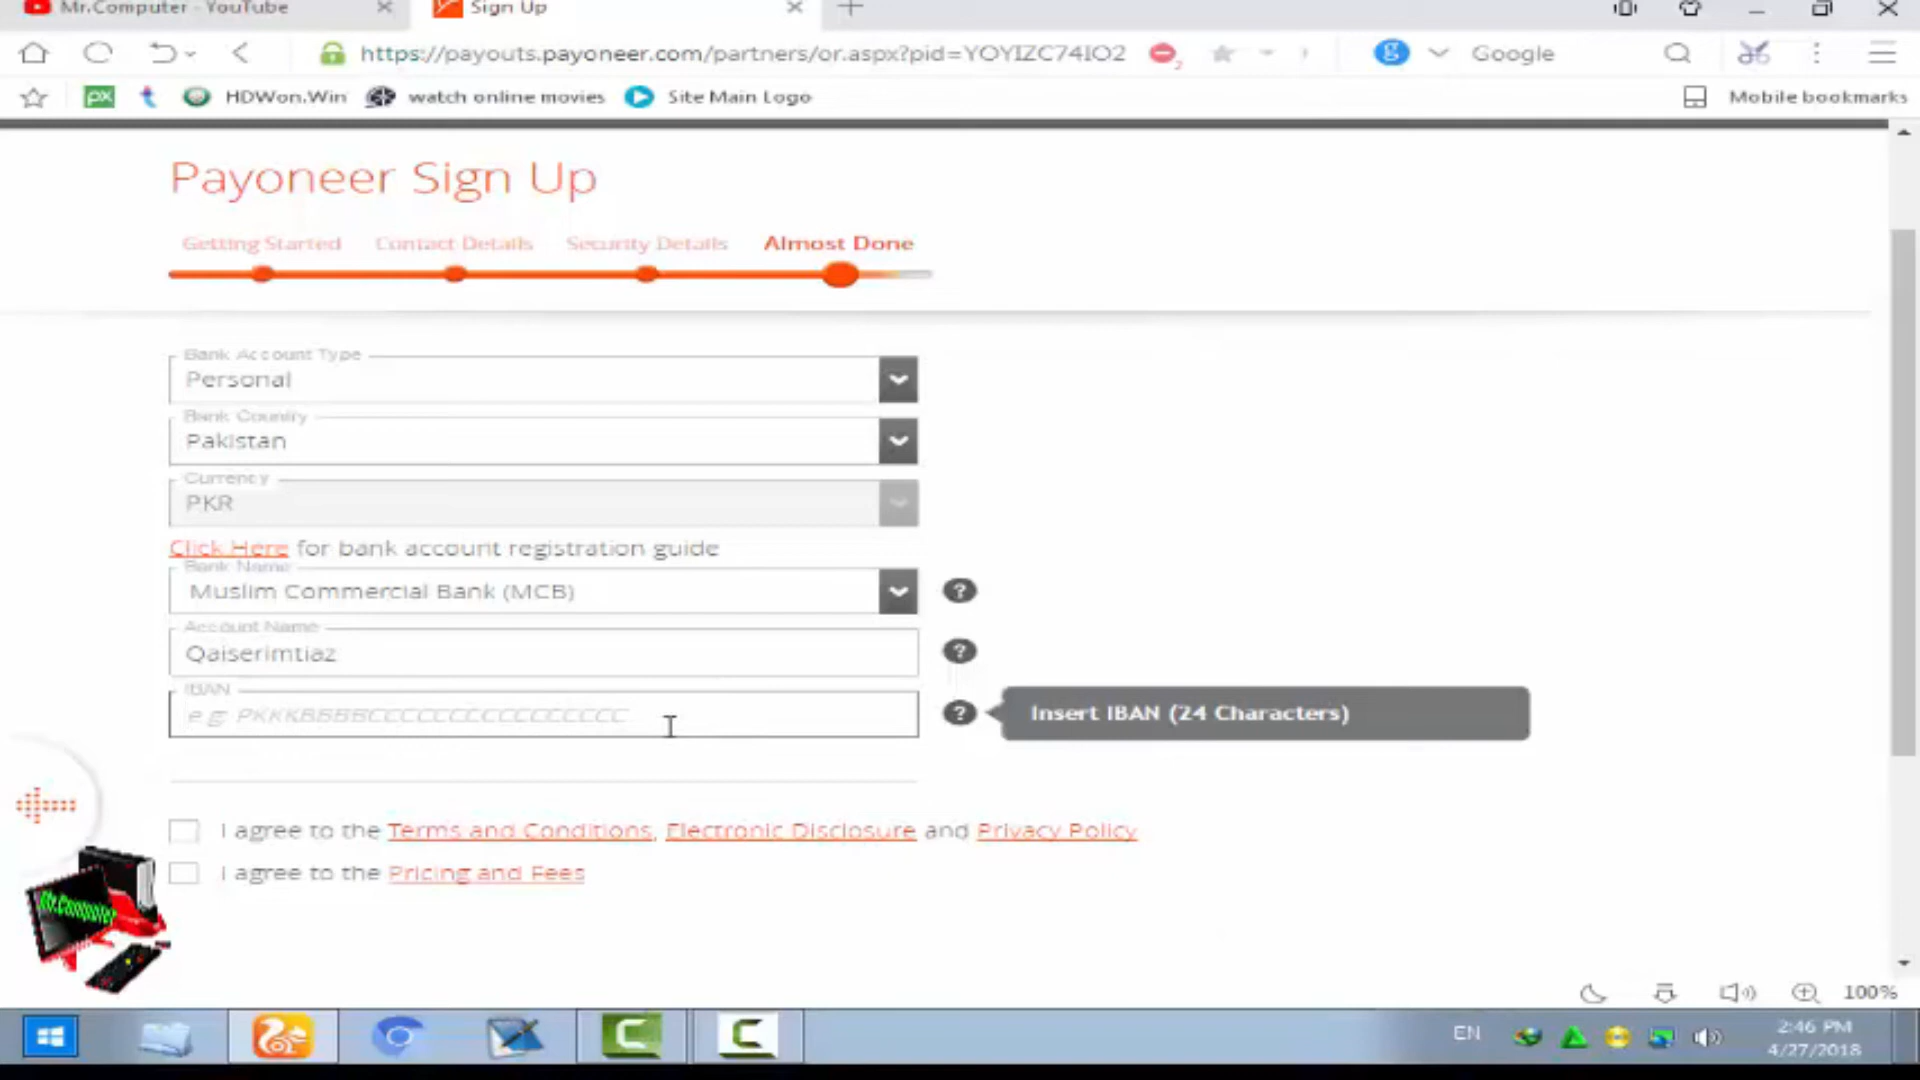 Mr.Computer - YouTube
Sign Up
https://payouts.payoneer.com/partners/or.aspx?pid=YOYIZC74IO2
2
g
Google
px
t
HDWon.Win
watch online movies
Site Main Logo
Mobile bookmarks
Payoneer Sign Up
Getting Started
Contact Details
Security Details
Almost Done
Bank Account Type
Personal
Bank Country
Pakistan
Currency
PKR
Click Here for bank account registration guide
Bank Name
Muslim Commercial Bank (MCB)
?
Account Name
Qaiserimtiaz
?
IBAN
?
Insert IBAN (24 Characters)
I agree to the Terms and Conditions, Electronic Disclosure and Privacy Policy
I agree to the Pricing and Fees
Mr.Computer
100%
EN
2:46 PM
4/27/2018